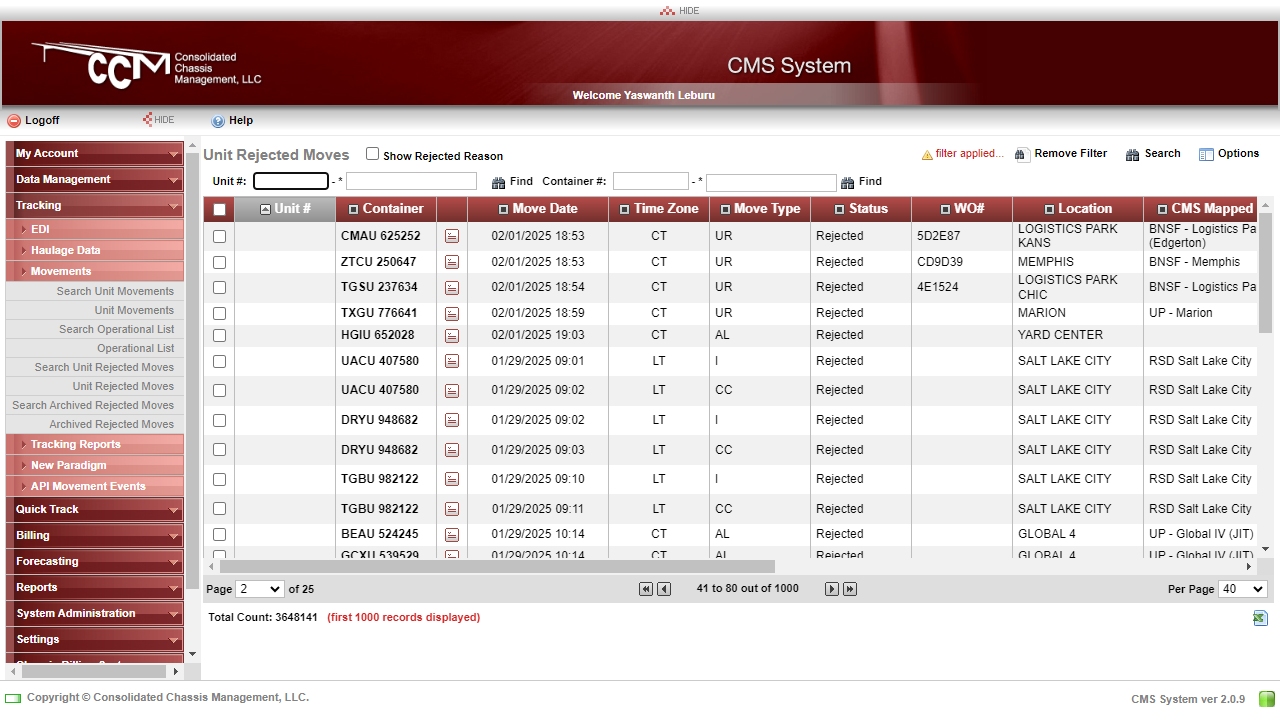 HIDE
CCM Consolidated Chassis Management, LLC
CMS System
Welcome Yaswanth Leburu
Logoff HIDE Help
My Account
Data Management
Tracking
EDI
Haulage Data
Movements
Search Unit Movements
Unit Movements
Search Operational List
Operational List
Search Unit Rejected Moves
Unit Rejected Moves
Search Archived Rejected Moves
Archived Rejected Moves
Tracking Reports
New Paradigm
API Movement Events
Quick Track
Billing
Forecasting
Reports
System Administration
Settings
Unit Rejected Moves Show Rejected Reason filter applied... Remove Filter Search Options
Unit #: - * Find Container #: - * Find
Unit # Container Move Date Time Zone Move Type Status WO# Location CMS Mapped
CMAU 625252 02/01/2025 18:53 CT UR Rejected 5D2E87 LOGISTICS PARK KANS BNSF - Logistics Pa (Edgerton)
ZTCU 250647 02/01/2025 18:53 CT UR Rejected CD9D39 MEMPHIS BNSF - Memphis
TGSU 237634 02/01/2025 18:54 CT UR Rejected 4E1524 LOGISTICS PARK CHIC BNSF - Logistics Pa
TXGU 776641 02/01/2025 18:59 CT UR Rejected MARION UP - Marion
HGIU 652028 02/01/2025 19:03 CT AL Rejected YARD CENTER
UACU 407580 01/29/2025 09:01 LT I Rejected SALT LAKE CITY RSD Salt Lake City
UACU 407580 01/29/2025 09:02 LT CC Rejected SALT LAKE CITY RSD Salt Lake City
DRYU 948682 01/29/2025 09:02 LT I Rejected SALT LAKE CITY RSD Salt Lake City
DRYU 948682 01/29/2025 09:03 LT CC Rejected SALT LAKE CITY RSD Salt Lake City
TGBU 982122 01/29/2025 09:10 LT I Rejected SALT LAKE CITY RSD Salt Lake City
TGBU 982122 01/29/2025 09:11 LT CC Rejected SALT LAKE CITY RSD Salt Lake City
BEAU 524245 01/29/2025 10:14 CT AL Rejected GLOBAL 4 UP - Global IV (JIT)
GCXU 539529 01/29/2025 10:14 CT AL Rejected GLOBAL 4 UP - Global IV (JIT)
Page 2 of 25 41 to 80 out of 1000 Per Page 40
Total Count: 3648141 (first 1000 records displayed)
Copyright © Consolidated Chassis Management, LLC. CMS System ver 2.0.9